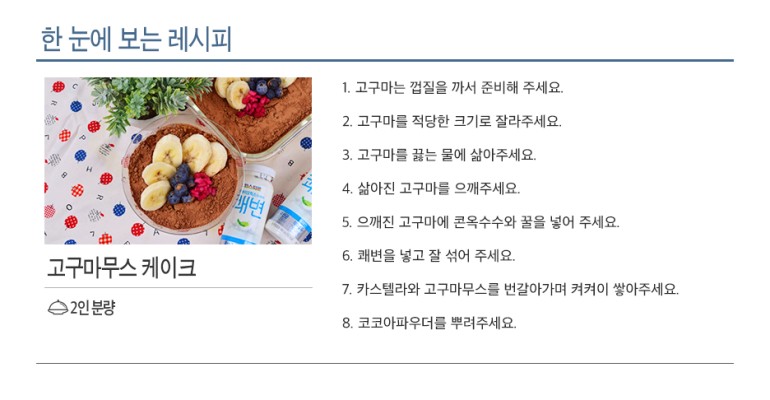 한 눈에 보는 레시피
쾌변
고구마무스 케이크
2인 분량
1. 고구마는 껍질을 까서 준비해 주세요.
2. 고구마를 적당한 크기로 잘라주세요.
3. 고구마를 끓는 물에 삶아주세요.
4. 삶아진 고구마를 으깨주세요.
5. 으깨진 고구마에 콘옥수수와 꿀을 넣어 주세요.
6. 쾌변을 넣고 잘 섞어 주세요.
7. 카스텔라와 고구마무스를 번갈아가며 켜켜이 쌓아주세요.
8. 코코아파우더를 뿌려주세요.